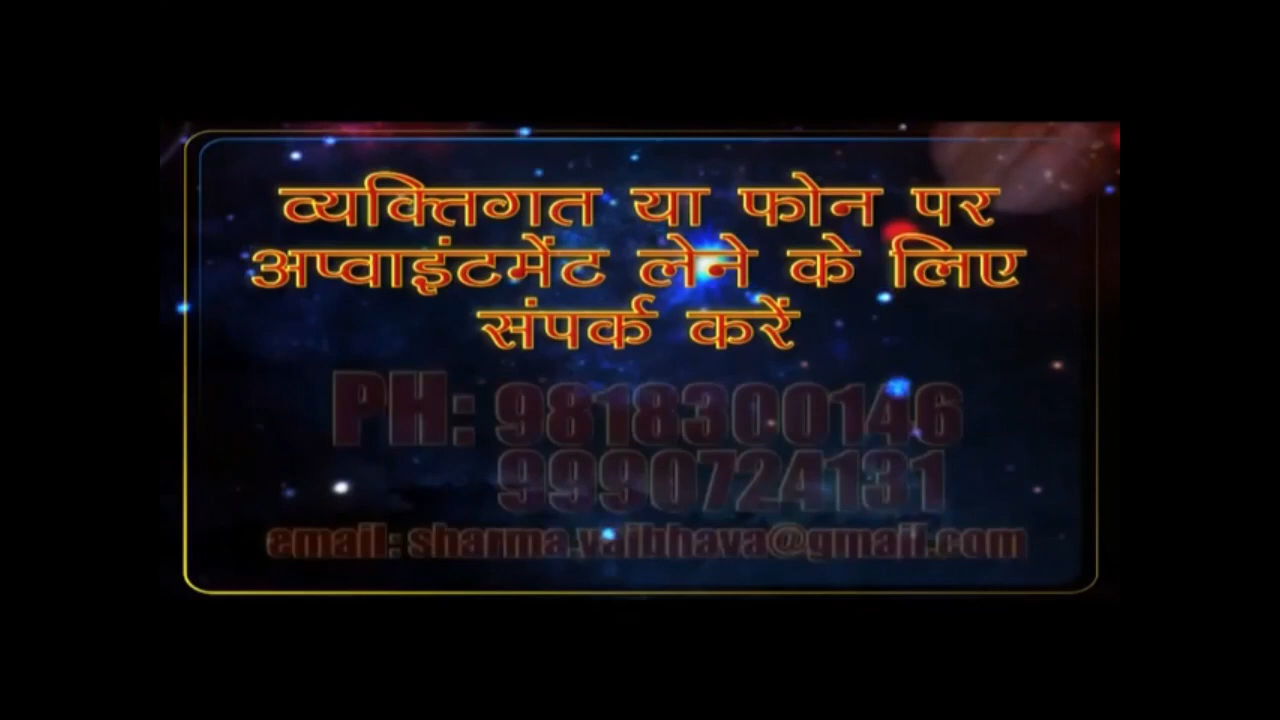 व्यक्तिगत या फोन पर
अप्वाइंटमेंट लेने के लिए
संपर्क करें
PH: 9818300146
9990724131
email: sharma.vaibhava@gmail.com